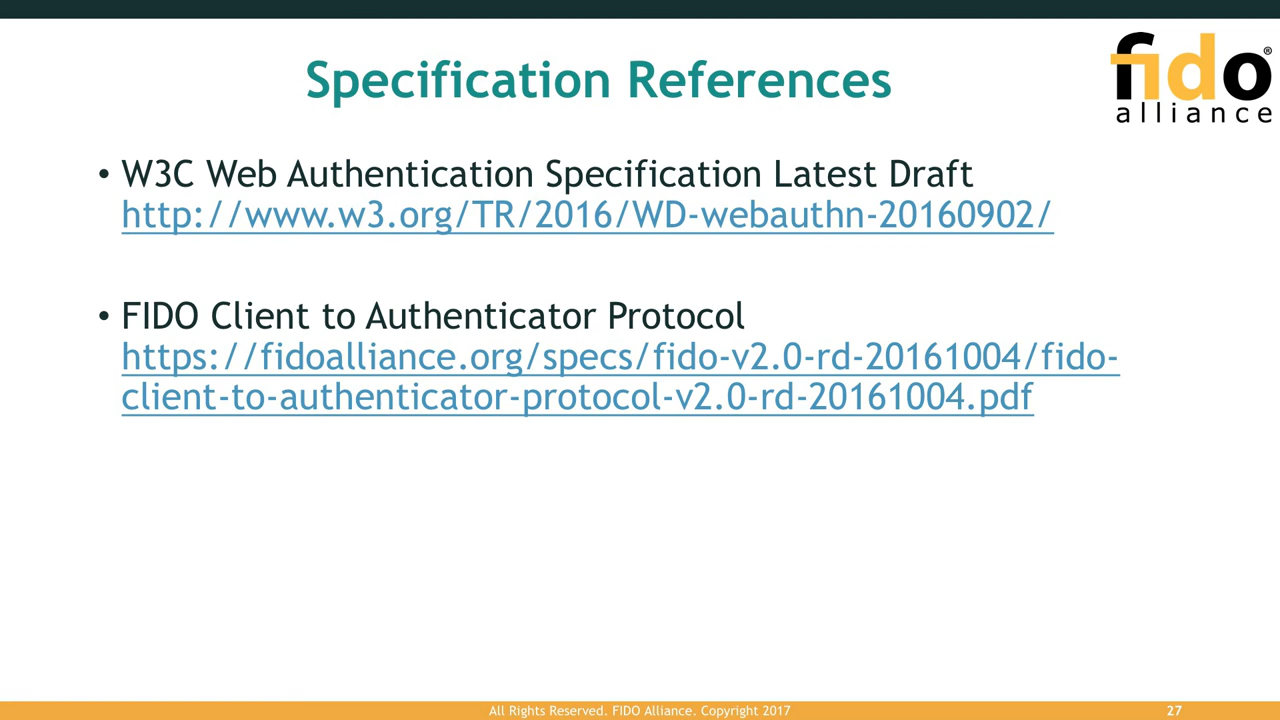 Specification References
fido®
alliance
• W3C Web Authentication Specification Latest Draft
http://www.w3.org/TR/2016/WD-webauthn-20160902/
• FIDO Client to Authenticator Protocol
https://fidoalliance.org/specs/fido-v2.0-rd-20161004/fido-
client-to-authenticator-protocol-v2.0-rd-20161004.pdf
All Rights Reserved. FIDO Alliance. Copyright 2017
27